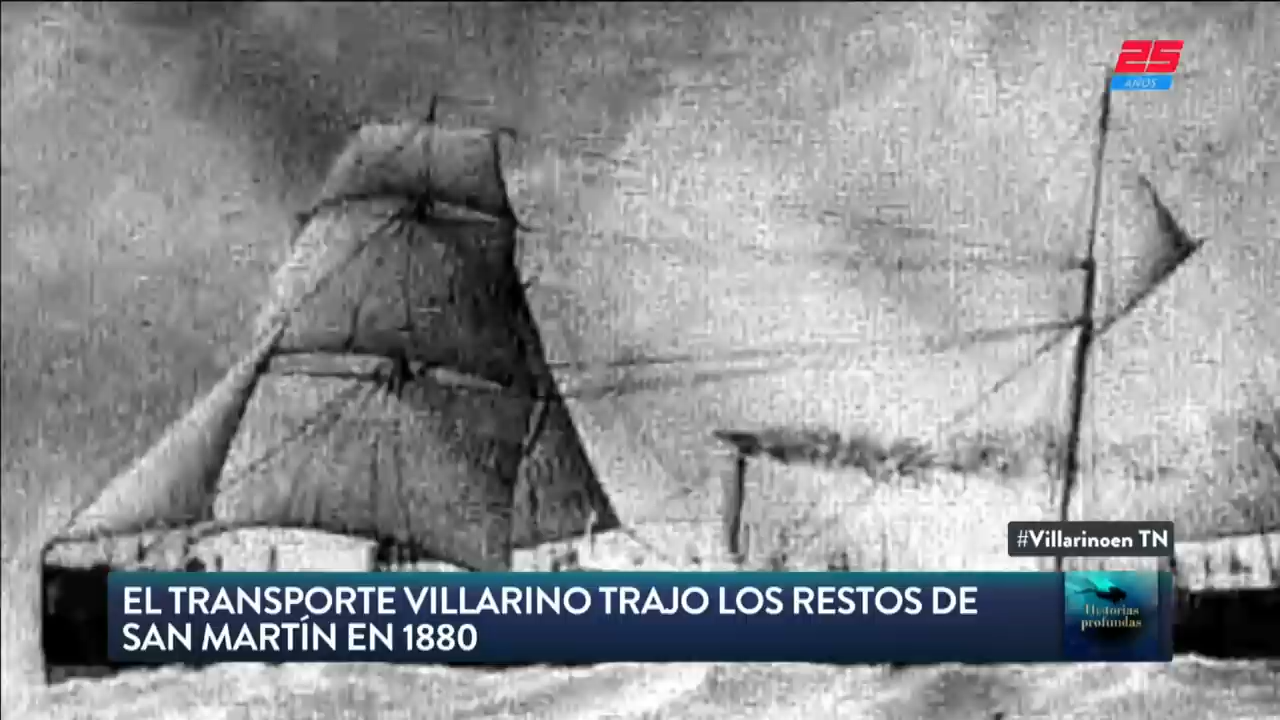 25
AÑOS
#Villarinoen TN
EL TRANSPORTE VILLARINO TRAJO LOS RESTOS DE
SAN MARTÍN EN 1880
Historias
profundas